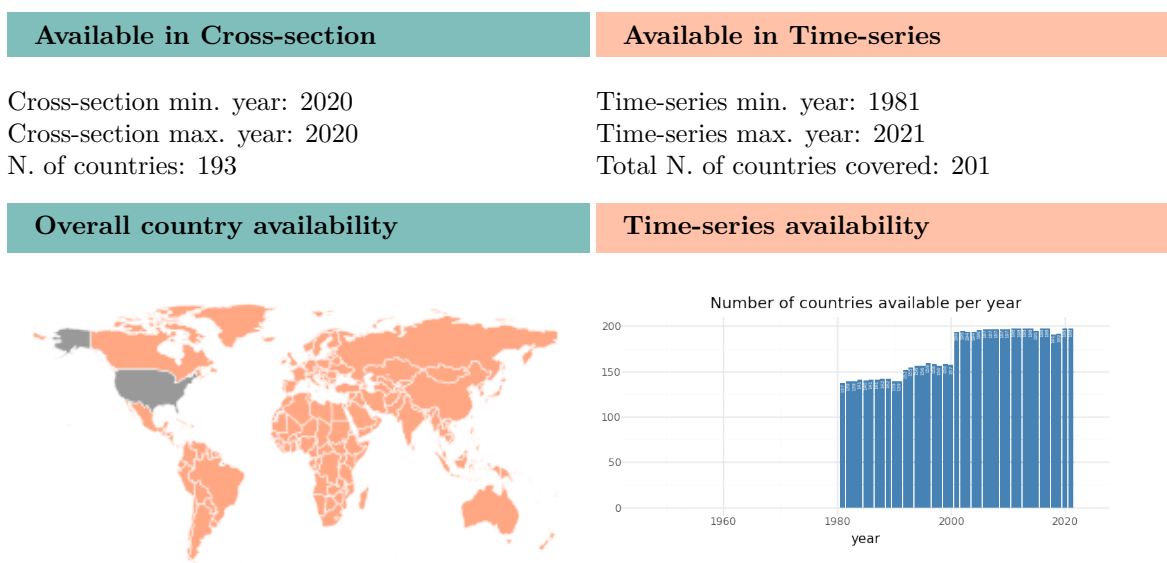 Available in Cross-section
Available in Time-series
Cross-section min. year: 2020
Cross-section max. year: 2020
N. of countries: 193
Time-series min. year: 1981
Time-series max. year: 2021
Total N. of countries covered: 201
Overall country availability
Time-series availability
Number of countries available per year
200
150
100
50
0
1960
1980
2000
2020
year